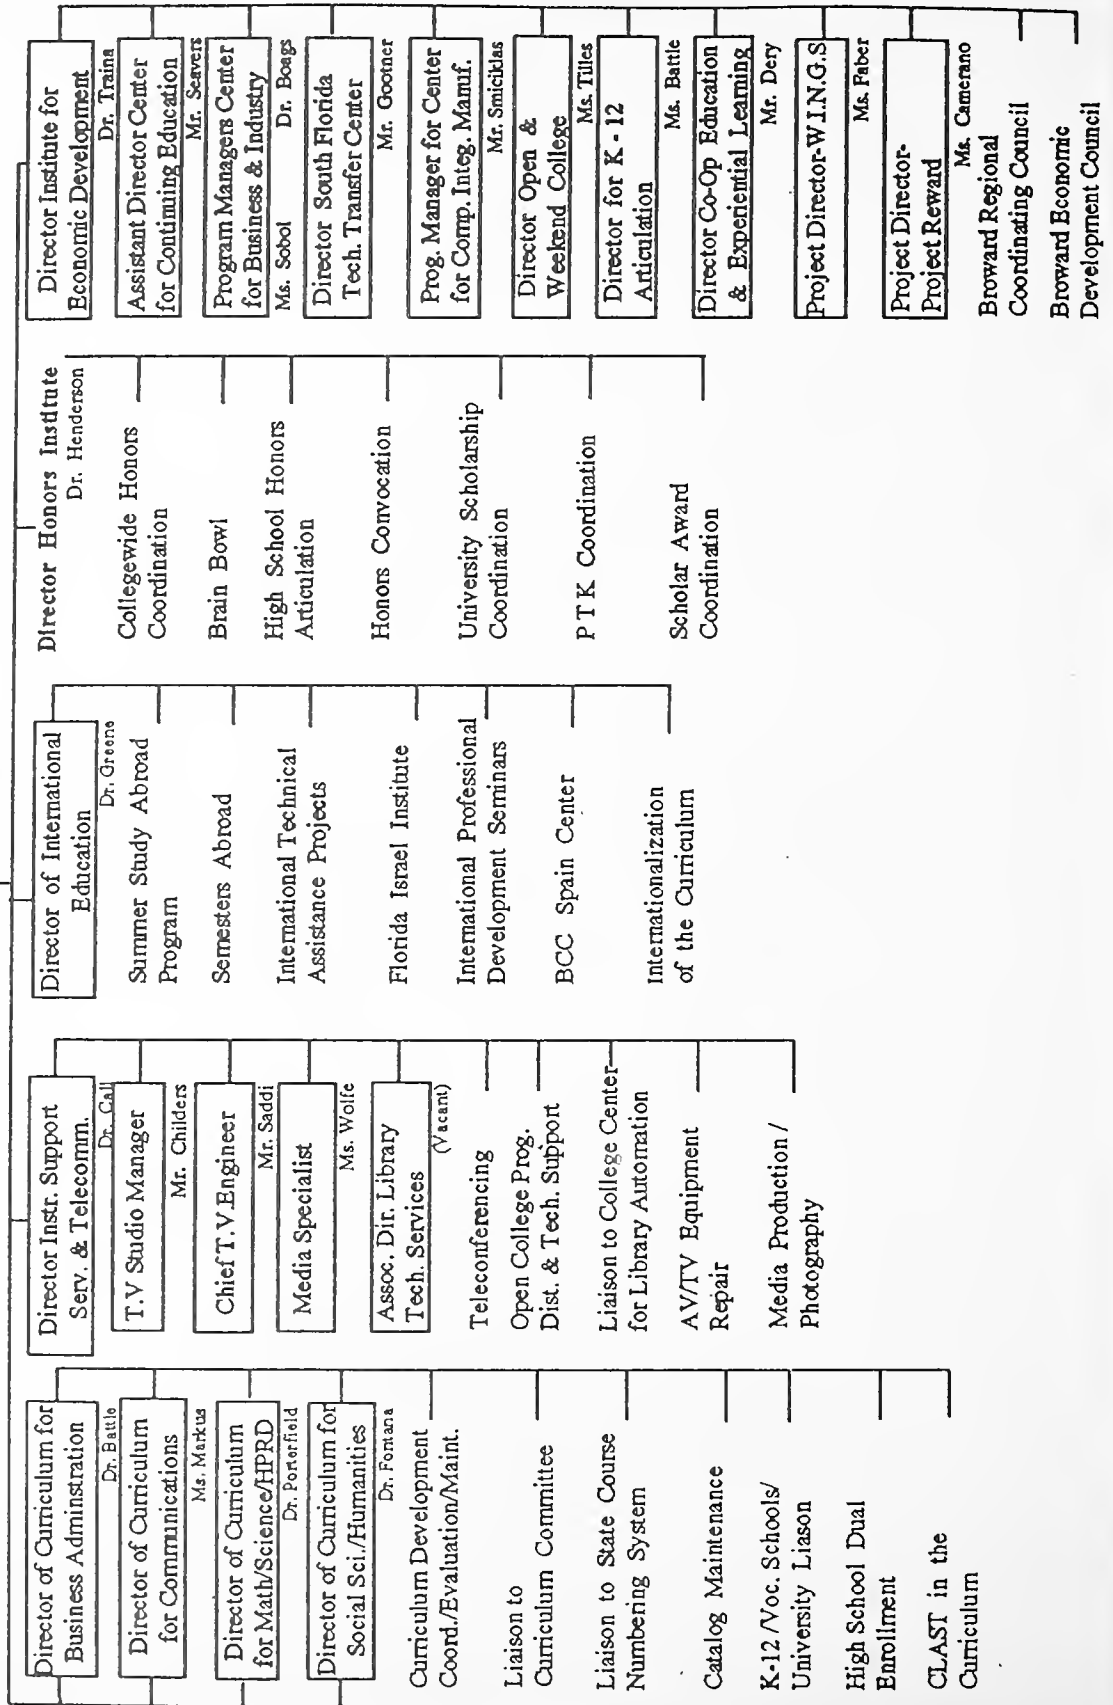 Director of Curriculum for
Business Adminstration
Dr. Battle
Director of Curriculum
for Communications
Ms. Markus
Director of Curriculum
for Math/Science/HPRD
Dr. Porterfield
Director of Curriculum for
Social Sci./Humanities
Dr. Fontana
Curriculum Development
Coord./Evaluation/Maint.
Liaison to
Curriculum Committee
Liaison to State Course
Numbering System
Catalog Maintenance
K-12/Voc. Schools/
University Liason
High School Dual
Enrollment
CLAST in the
Curriculum
Director Instr. Support
Serv. & Telecomm.
Dr. Call
T.V Studio Manager
Mr. Childers
Chief T.V.Engineer
Mr. Saddi
Media Specialist
Ms. Wolfe
Assoc. Dir. Library
Tech. Services
(Vacant)
Teleconferencing
Open College Prog.
Dist. & Tech. Support
Liaison to College Center
for Library Automation
AV/TV Equipment
Repair
Media Production /
Photography
Director of International
Education
Dr. Greene
Summer Study Abroad
Program
Semesters Abroad
International Technical
Assistance Projects
Florida Israel Institute
International Professional
Development Seminars
BCC Spain Center
Internationalization
of the Curriculum
Director Honors Institute
Dr. Henderson
Collegewide Honors
Coordination
Brain Bowl
High School Honors
Articulation
Honors Convocation
University Scholarship
Coordination
PTK Coordination
Scholar Award
Coordination
Director Institute for
Economic Development
Dr. Traina
Assistant Director Center
for Continuing Education
Mr. Seavers
Program Managers Center
for Business & Industry
Ms. Sobol Dr. Boags
Director South Florida
Tech. Transfer Center
Mr. Gootner
Prog. Manager for Center
for Comp. Integ. Mamuf.
Mr. Smiciklas
Director Open &
Weekend College
Ms. Tilles
Director for K - 12
Articulation
Ms. Battle
Director Co-Op Education
& Experiential Learning
Mr. Dery
Project Director-W.I.N.G.S
Ms. Faber
Project Director-
Project Reward
Ms. Camerano
Broward Regional
Coordinating Council
Broward Economic
Development Council